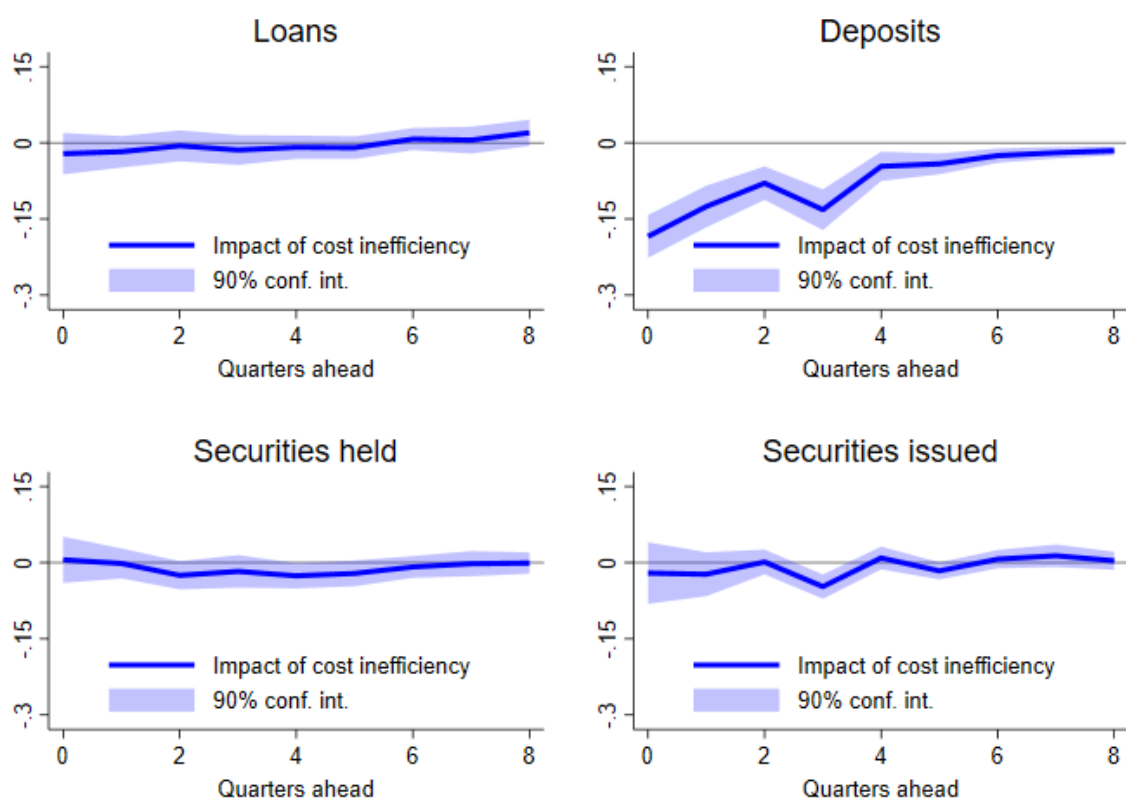 Loans
.15
0
-.15
-.3
Impact of cost inefficiency
90% conf. int.
0 2 4 6 8
Quarters ahead
Deposits
.15
0
-.15
-.3
Impact of cost inefficiency
90% conf. int.
0 2 4 6 8
Quarters ahead
Securities held
.15
0
-.15
-.3
Impact of cost inefficiency
90% conf. int.
0 2 4 6 8
Quarters ahead
Securities issued
.15
0
-.15
-.3
Impact of cost inefficiency
90% conf. int.
0 2 4 6 8
Quarters ahead